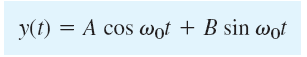 y(t) = A cos ω₀t + B sin ω₀t